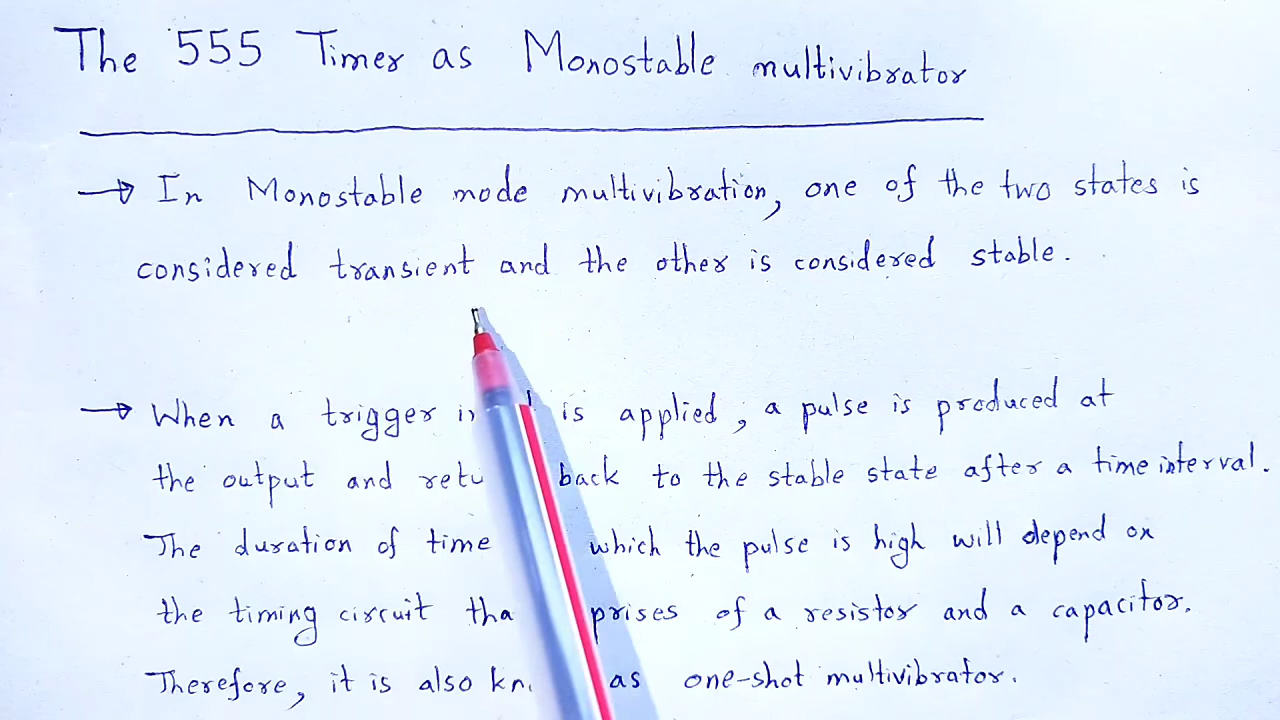 The 555 Timer as Monostable multivibrator
→ In Monostable mode multivibration, one of the two states is
considered transient and the other is considered stable.
→ When a trigger is applied, a pulse is produced at
the output and back to the stable state after a time interval.
The duration of time which the pulse is high will depend on
the timing circuit of a resistor and a capacitor.
Therefore, it is also as one-shot multivibrator.